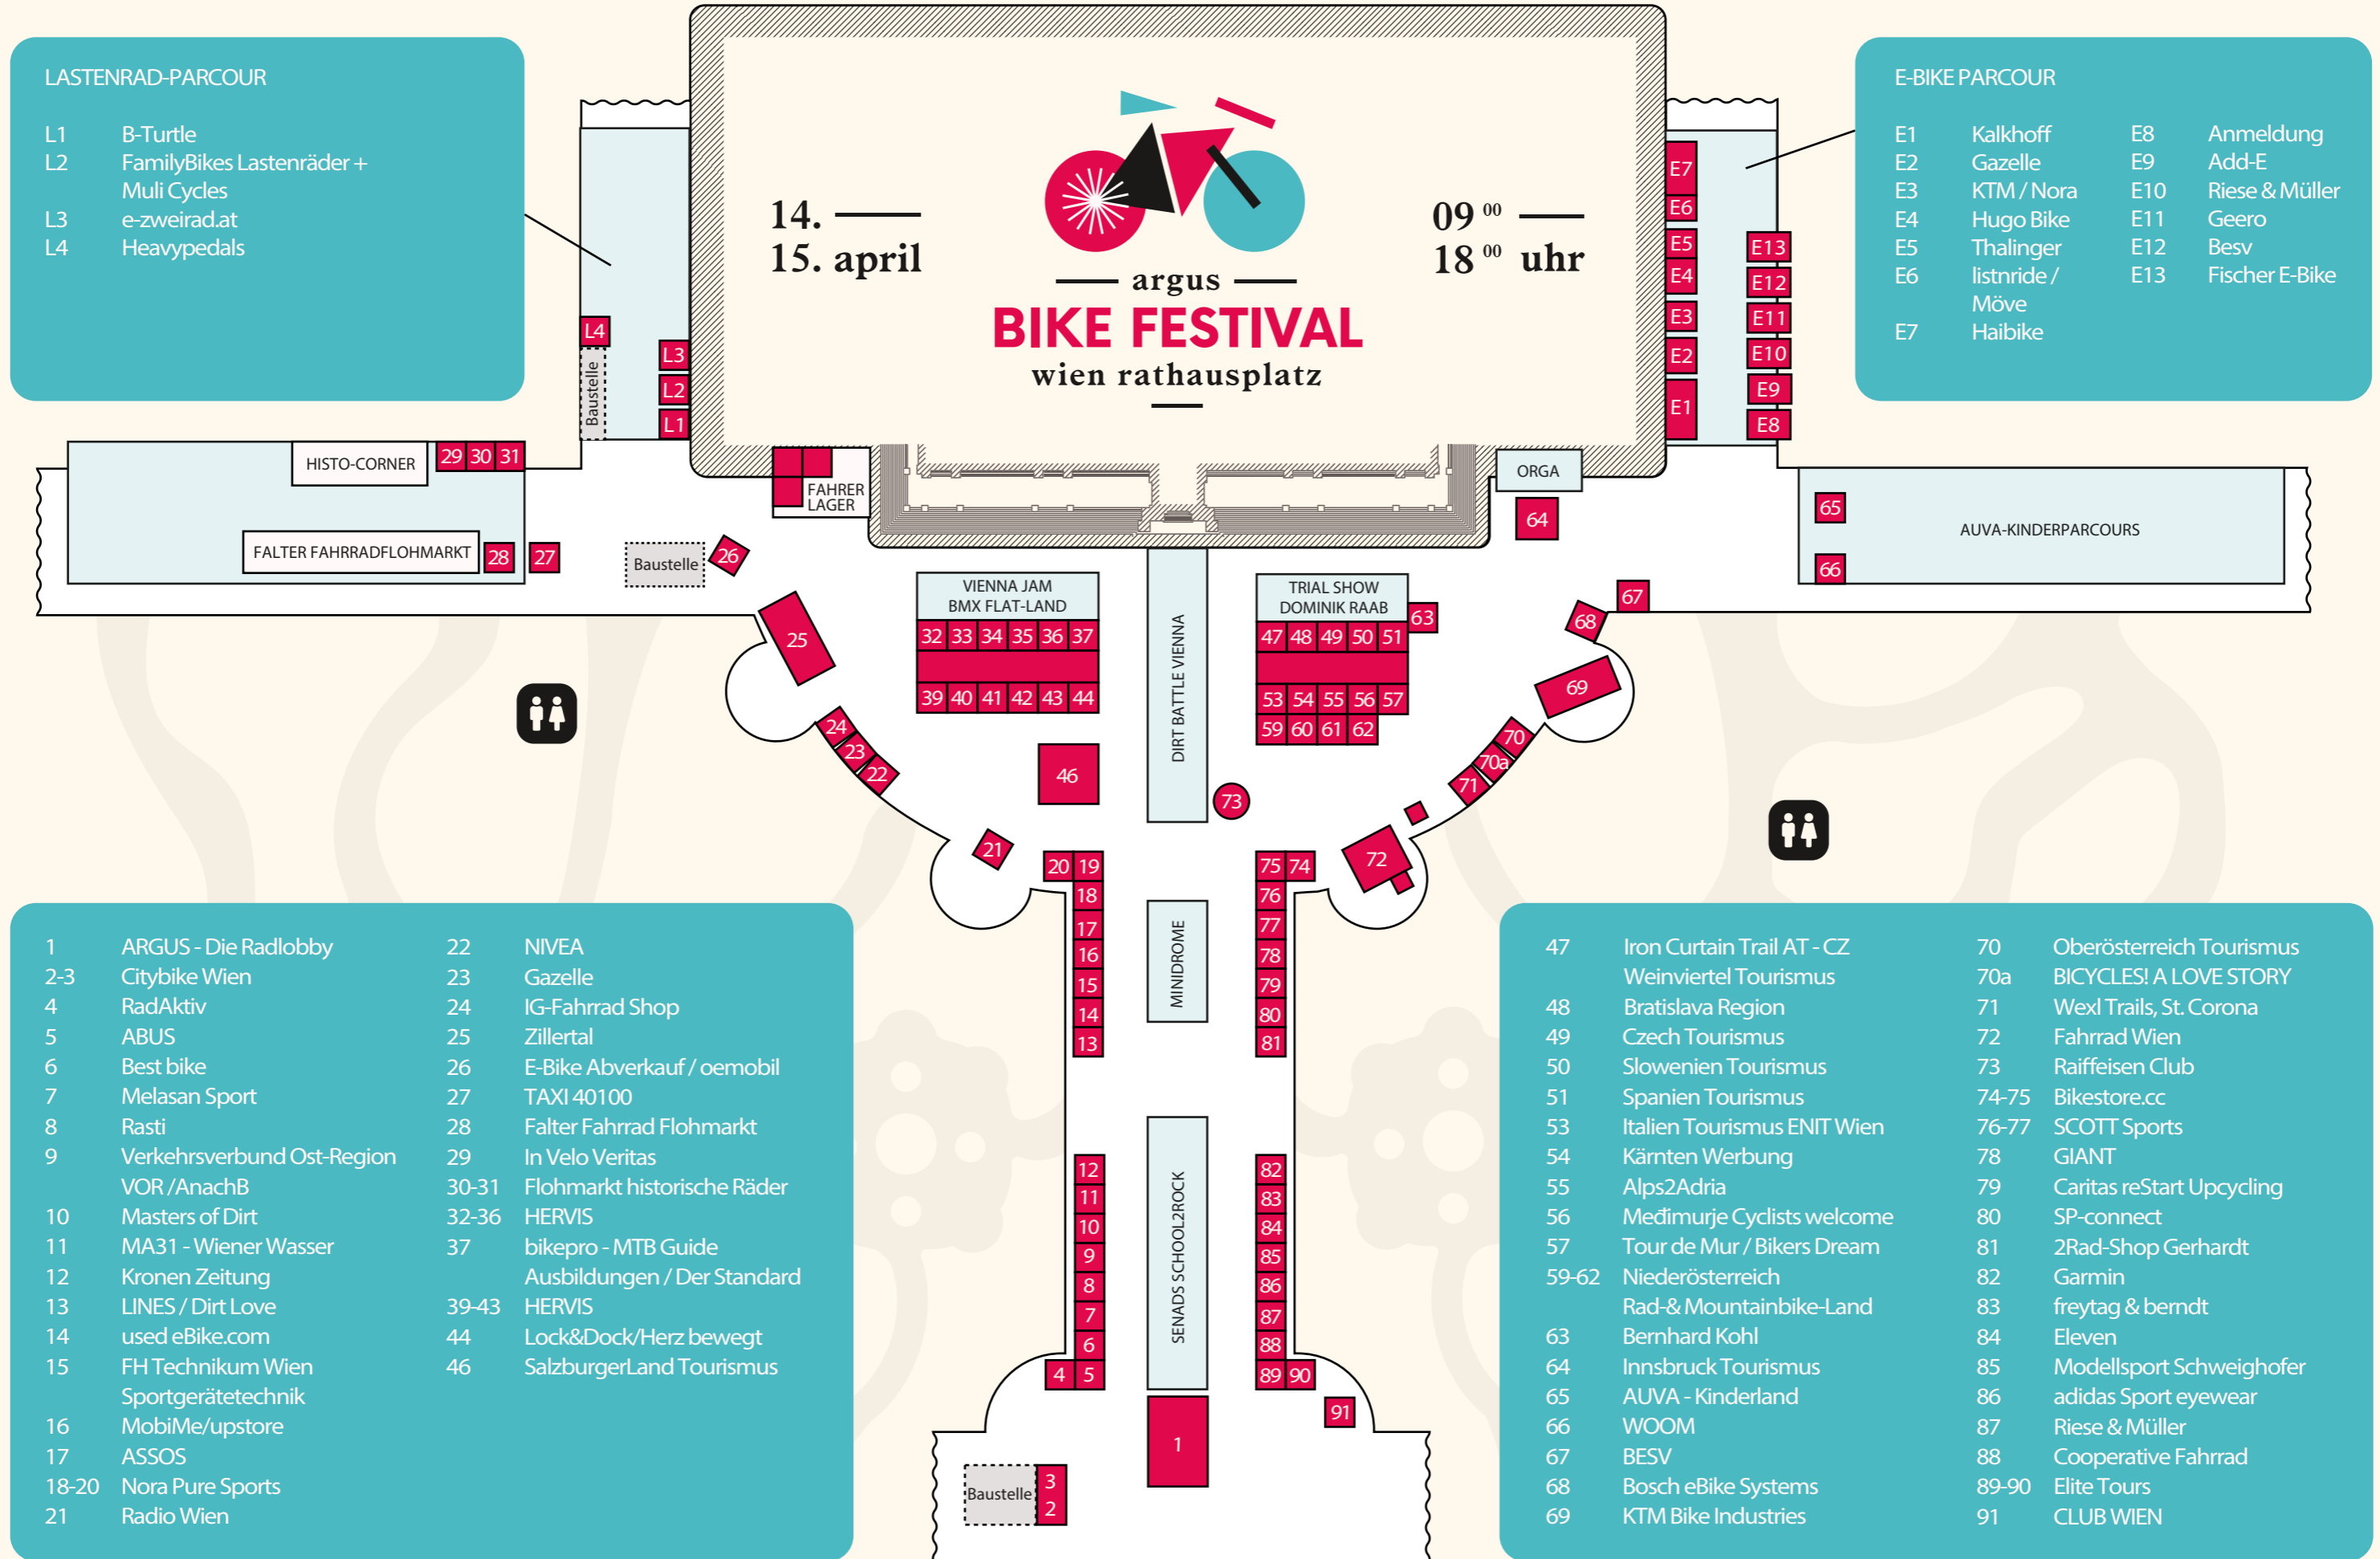 LASTENRAD-PARCOUR
L1 B-Turtle
L2 FamilyBikes Lastenräder +
Muli Cycles
L3 e-zweirad.at
L4 Heavypedals
14.
15. april
argus
BIKE FESTIVAL
wien rathausplatz
09 00
18 00 uhr
E-BIKE PARCOUR
E1 Kalkhoff
E2 Gazelle
E3 KTM / Nora
E4 Hugo Bike
E5 Thalinger
E6 listnride /
Möve
E7 Haibike
E8 Anmeldung
E9 Add-E
E10 Riese & Müller
E11 Geero
E12 Besv
E13 Fischer E-Bike
L4
Baustelle
L3
L2
L1
E7
E6
E5
E4
E3
E2
E1
E13
E12
E11
E10
E9
E8
HISTO-CORNER
29 30 31
FALTER FAHRRADFLOHMARKT
28
27
Baustelle
26
FAHRER
LAGER
ORGA
64
65
66
AUVA-KINDERPARCOURS
67
68
69
25
24
23
22
21
VIENNA JAM
BMX FLAT-LAND
32 33 34 35 36 37
39 40 41 42 43 44
46
DIRT BATTLE VIENNA
TRIAL SHOW
DOMINIK RAAB
63
47 48 49 50 51
53 54 55 56 57
59 60 61 62
73
70
70a
71
72
20 19
18
17
16
15
14
13
MINIDROME
75 74
76
77
78
79
80
81
12
11
10
9
8
7
6
4 5
SENADS SCHOOL2ROCK
82
83
84
85
86
87
88
89 90
91
1
Baustelle
3
2
1 ARGUS - Die Radlobby
2-3 Citybike Wien
4 RadAktiv
5 ABUS
6 Best bike
7 Melasan Sport
8 Rasti
9 Verkehrsverbund Ost-Region
VOR /AnachB
10 Masters of Dirt
11 MA31 - Wiener Wasser
12 Kronen Zeitung
13 LINES / Dirt Love
14 used eBike.com
15 FH Technikum Wien
Sportgerätetechnik
16 MobiMe/upstore
17 ASSOS
18-20 Nora Pure Sports
21 Radio Wien
22 NIVEA
23 Gazelle
24 IG-Fahrrad Shop
25 Zillertal
26 E-Bike Abverkauf / oemobil
27 TAXI 40100
28 Falter Fahrrad Flohmarkt
29 In Velo Veritas
30-31 Flohmarkt historische Räder
32-36 HERVIS
37 bikepro - MTB Guide
Ausbildungen / Der Standard
39-43 HERVIS
44 Lock&Dock/Herz bewegt
46 SalzburgerLand Tourismus
47 Iron Curtain Trail AT - CZ
Weinviertel Tourismus
48 Bratislava Region
49 Czech Tourismus
50 Slowenien Tourismus
51 Spanien Tourismus
53 Italien Tourismus ENIT Wien
54 Kärnten Werbung
55 Alps2Adria
56 Međimurje Cyclists welcome
57 Tour de Mur / Bikers Dream
59-62 Niederösterreich
Rad-& Mountainbike-Land
63 Bernhard Kohl
64 Innsbruck Tourismus
65 AUVA - Kinderland
66 WOOM
67 BESV
68 Bosch eBike Systems
69 KTM Bike Industries
70 Oberösterreich Tourismus
70a BICYCLES! A LOVE STORY
71 Wexl Trails, St. Corona
72 Fahrrad Wien
73 Raiffeisen Club
74-75 Bikestore.cc
76-77 SCOTT Sports
78 GIANT
79 Caritas reStart Upcycling
80 SP-connect
81 2Rad-Shop Gerhardt
82 Garmin
83 freytag & berndt
84 Eleven
85 Modellsport Schweighofer
86 adidas Sport eyewear
87 Riese & Müller
88 Cooperative Fahrrad
89-90 Elite Tours
91 CLUB WIEN